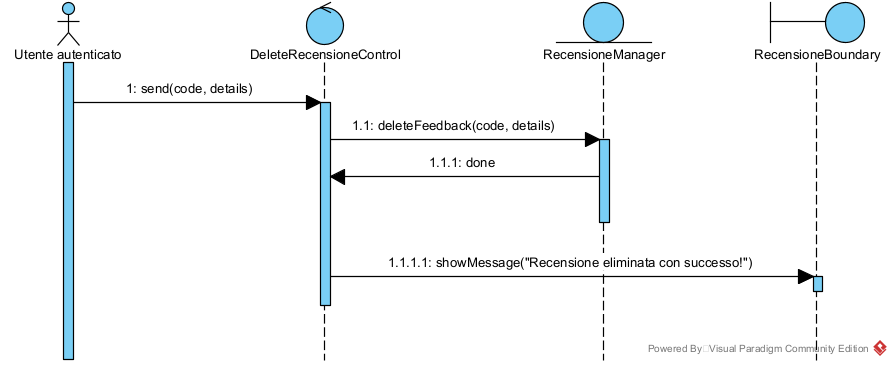 Utente autenticato
DeleteRecensioneControl
RecensioneManager
RecensioneBoundary
1: send(code, details)
1.1: deleteFeedback(code, details)
1.1.1: done
1.1.1.1: showMessage("Recensione eliminata con successo!")
Powered By Visual Paradigm Community Edition